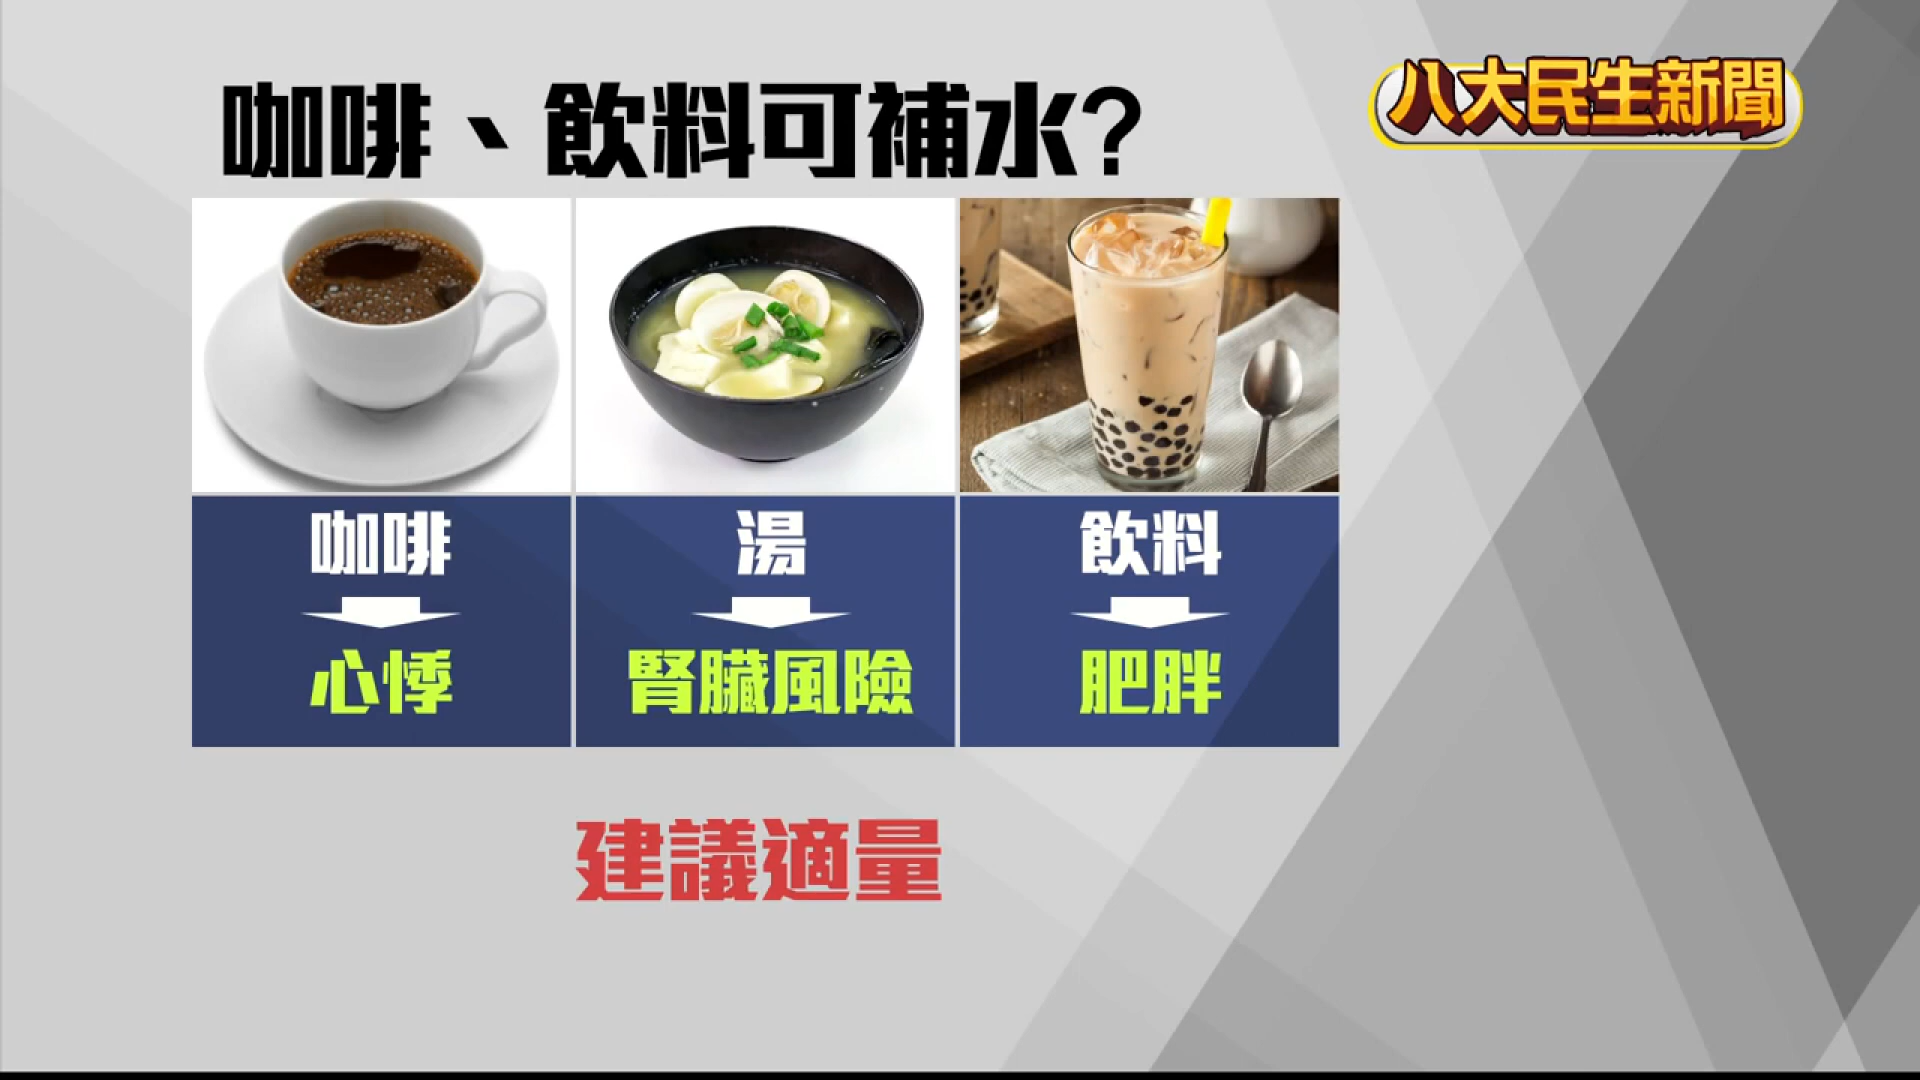 咖啡、飲料可補水?
八大民生新聞
咖啡
心悸
湯
腎臟風險
飲料
肥胖
建議適量